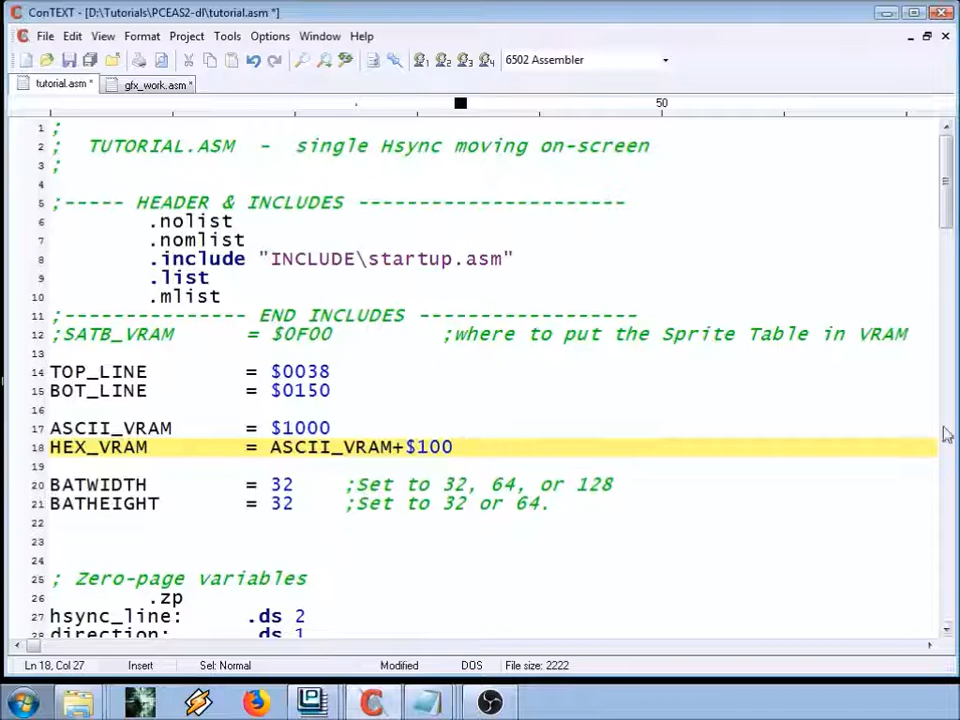 ConTEXT - [D:\Tutorials\PCEAS2-dl\tutorial.asm *]
File Edit View Format Project Tools Options Window Help
6502 Assembler
tutorial.asm * gfx_work.asm *
50
1 ;
2 ; TUTORIAL.ASM - single Hsync moving on-screen
3 ;
4
5 ;----- HEADER & INCLUDES ----------------------
6 .nolist
7 .nomlist
8 .include "INCLUDE\startup.asm"
9 .list
10 .mlist
11 ;--------------- END INCLUDES ------------------
12 ;SATB_VRAM = $0F00 ;where to put the Sprite Table in VRAM
13
14 TOP_LINE = $0038
15 BOT_LINE = $0150
16
17 ASCII_VRAM = $1000
18 HEX_VRAM = ASCII_VRAM+$100
19
20 BATWIDTH = 32 ;Set to 32, 64, or 128
21 BATHEIGHT = 32 ;Set to 32 or 64.
22
23
24
25 ; Zero-page variables
26 .zp
27 hsync_line: .ds 2
28 direction: .ds 1
Ln 18, Col 27 Insert Sel: Normal Modified DOS File size: 2222